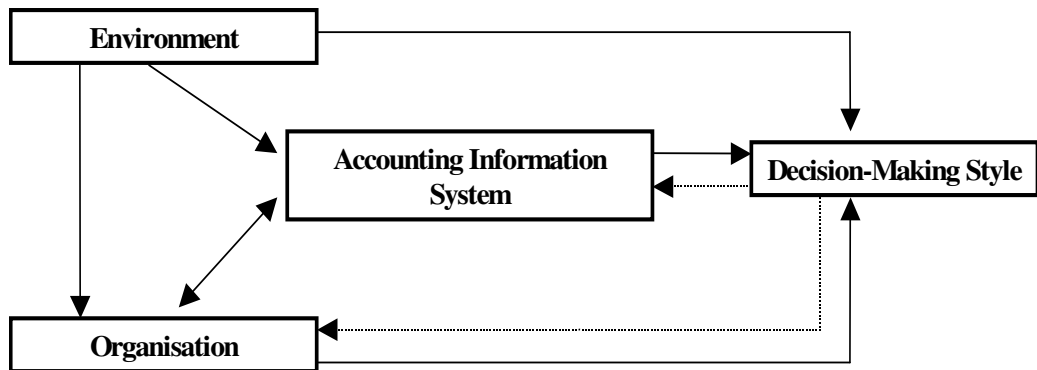 Environment
Accounting Information
System
Decision-Making Style
Organisation